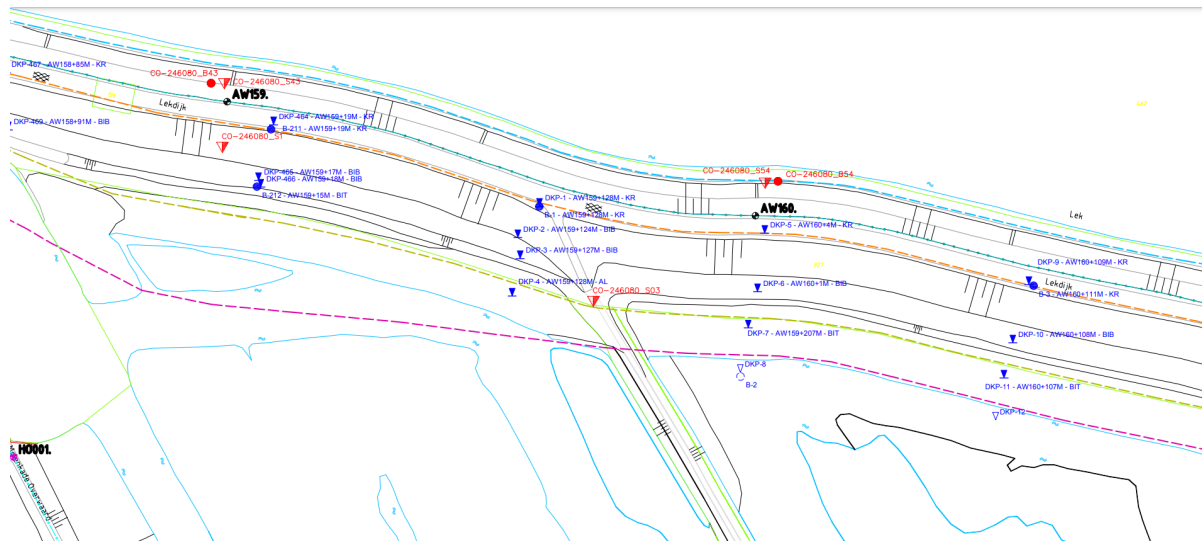 DKP-467 - AW158+85M - KR
CO-246080_B43
CO-246080_S43
AW159.
Lekdijk
DKP-464 - AW159+19M - KR
B-211 - AW159+19M - KR
DKP-469 - AW158+91M - BIB
CO-246080_S1
DKP-465 - AW159+17M - BIB
DKP-466 - AW159+18M - BIB
B-212 - AW159+15M - BIT
CO-246080_S54
CO-246080_B54
DKP-1 - AW159+128M - KR
B-1 - AW159+128M - KR
AW160.
Lek
DKP-5 - AW160+4M - KR
DKP-2 - AW159+124M - BIB
DKP-3 - AW159+127M - BIB
DKP-9 - AW160+109M - KR
Lekdijk
B-3 - AW160+111M - KR
DKP-4 - AW159+128M - AL
CO-246080_S03
DKP-6 - AW160+1M - BIB
DKP-7 - AW159+207M - BIT
DKP-10 - AW160+108M - BIB
DKP-8
B-2
DKP-11 - AW160+107M - BIT
DKP-12
HO001.